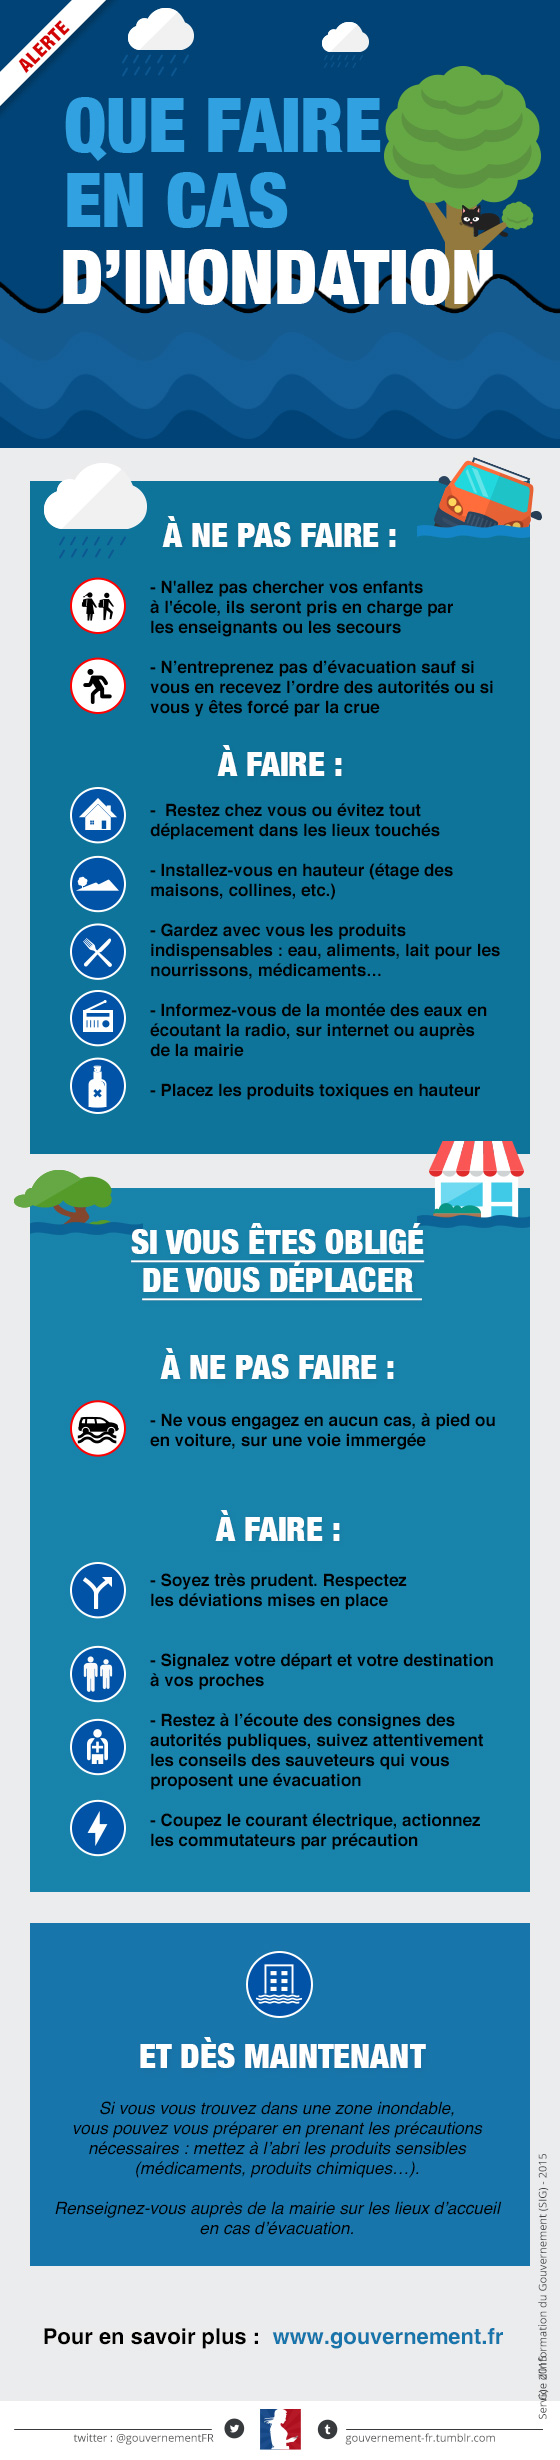 ALERTE
QUE FAIRE
EN CAS
D'INONDATION
À NE PAS FAIRE :
- N'allez pas chercher vos enfants
à l'école, ils seront pris en charge par
les enseignants ou les secours
- N'entreprenez pas d'évacuation sauf si
vous en recevez l'ordre des autorités ou si
vous y êtes forcé par la crue
À FAIRE :
- Restez chez vous ou évitez tout
déplacement dans les lieux touchés
- Installez-vous en hauteur (étage des
maisons, collines, etc.)
- Gardez avec vous les produits
indispensables : eau, aliments, lait pour les
nourrissons, médicaments...
- Informez-vous de la montée des eaux en
écoutant la radio, sur internet ou auprès
de la mairie
- Placez les produits toxiques en hauteur
SI VOUS ÊTES OBLIGÉ
DE VOUS DÉPLACER
À NE PAS FAIRE :
- Ne vous engagez en aucun cas, à pied ou
en voiture, sur une voie immergée
À FAIRE :
- Soyez très prudent. Respectez
les déviations mises en place
- Signalez votre départ et votre destination
à vos proches
- Restez à l'écoute des consignes des
autorités publiques, suivez attentivement
les conseils des sauveteurs qui vous
proposent une évacuation
- Coupez le courant électrique, actionnez
les commutateurs par précaution
ET DÈS MAINTENANT
Si vous vous trouvez dans une zone inondable,
vous pouvez vous préparer en prenant les précautions
nécessaires : mettez à l'abri les produits sensibles
(médicaments, produits chimiques...).
Renseignez-vous auprès de la mairie sur les lieux d'accueil
en cas d'évacuation.
Pour en savoir plus : www.gouvernement.fr
Service d'Information du Gouvernement (SIG) - 2015
twitter : @gouvernementFR
gouvernement-fr.tumblr.com